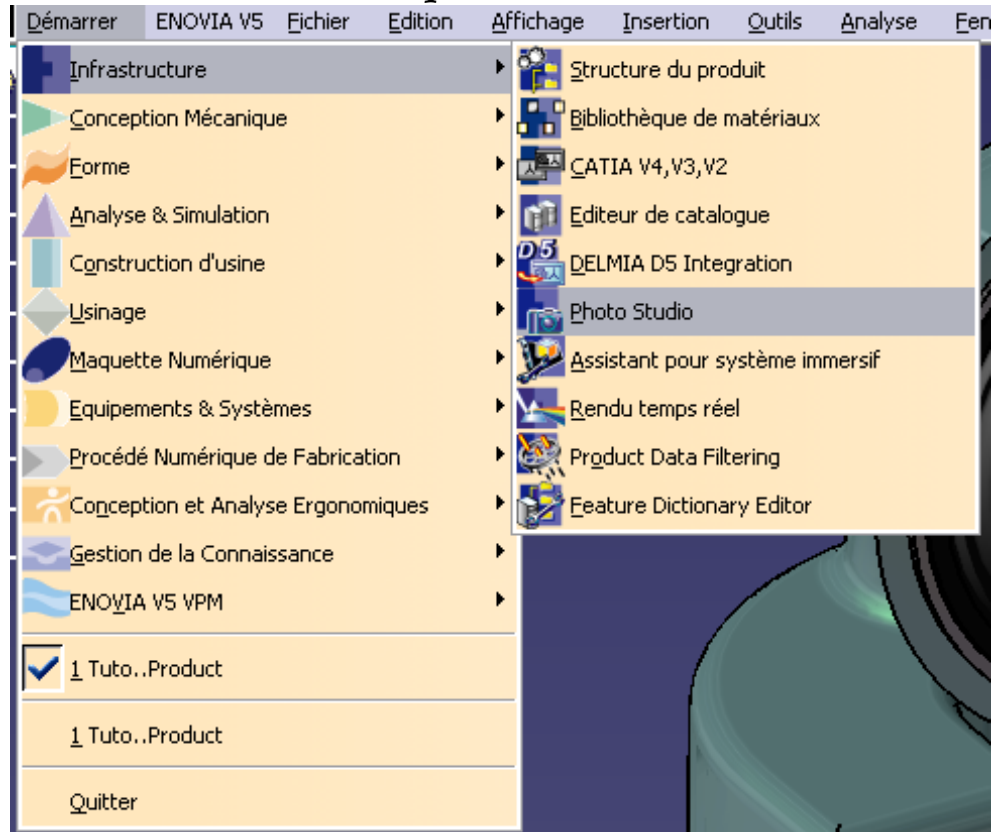 Démarrer ENOVIA V5 Fichier Edition Affichage Insertion Outils Analyse Fen
Infrastructure
Conception Mécanique
Forme
Analyse & Simulation
Construction d'usine
Usinage
Maquette Numérique
Equipements & Systèmes
Procédé Numérique de Fabrication
Conception et Analyse Ergonomiques
Gestion de la Connaissance
ENOVIA V5 VPM
1 Tuto..Product
1 Tuto..Product
Quitter
Structure du produit
Bibliothèque de matériaux
CATIA V4,V3,V2
Editeur de catalogue
D5 DELMIA D5 Integration
Photo Studio
Assistant pour système immersif
Rendu temps réel
Product Data Filtering
Feature Dictionary Editor